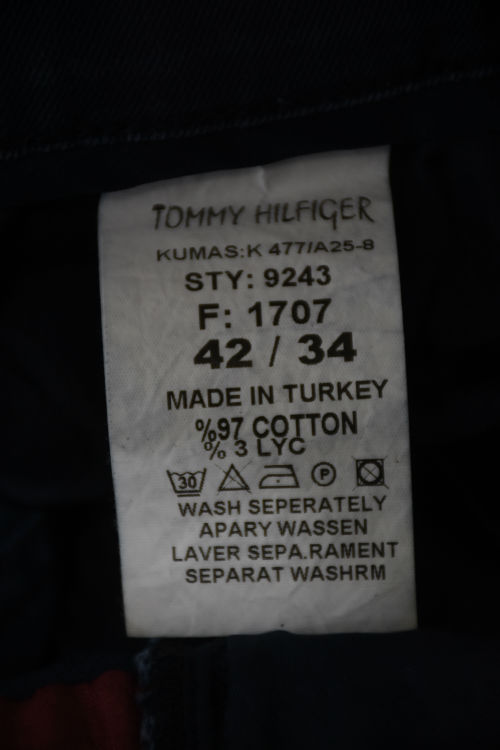 TOMMY HILFIGER
KUMAS:K 477/A25-8
STY: 9243
F: 1707
42 / 34
MADE IN TURKEY
%97 COTTON
% 3 LYC
30 P
WASH SEPERATELY
APARY WASSEN
LAVER SEPA.RAMENT
SEPARAT WASHRM